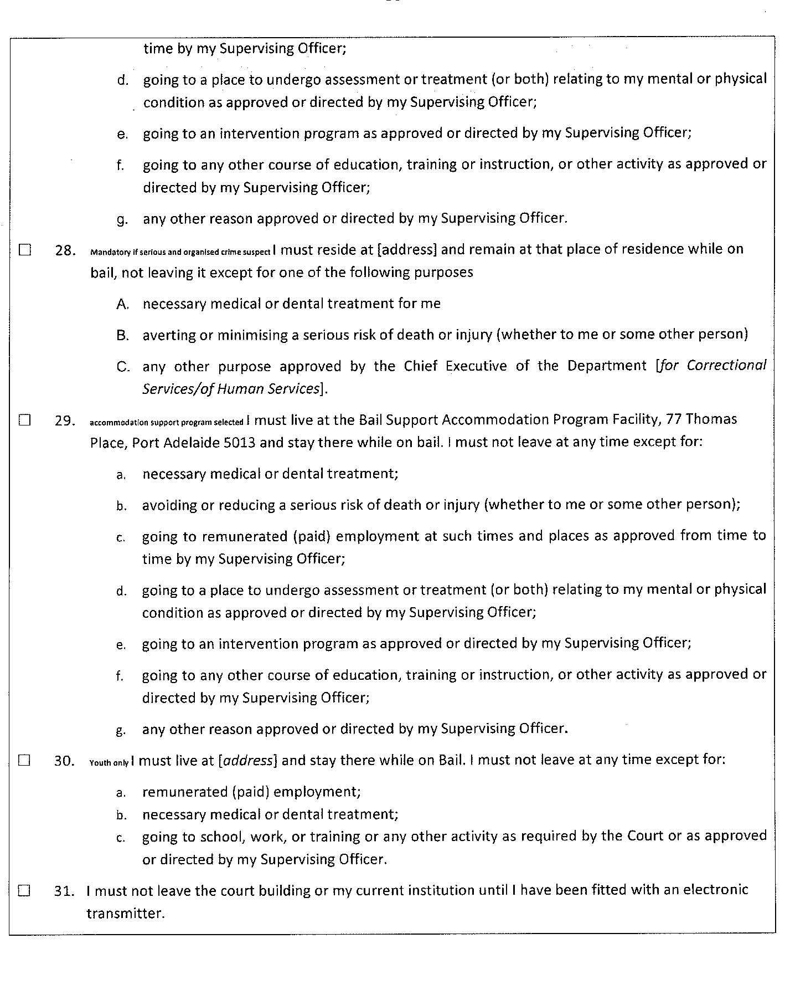 time by my Supervising Officer;
d. going to a place to undergo assessment or treatment (or both) relating to my mental or physical
condition as approved or directed by my Supervising Officer;
e. going to an intervention program as approved or directed by my Supervising Officer;
f. going to any other course of education, training or instruction, or other activity as approved or
directed by my Supervising Officer;
g. any other reason approved or directed by my Supervising Officer.
☐ 28. Mandatory if serious and organised crime suspect I must reside at [address] and remain at that place of residence while on
bail, not leaving it except for one of the following purposes
A. necessary medical or dental treatment for me
B. averting or minimising a serious risk of death or injury (whether to me or some other person)
C. any other purpose approved by the Chief Executive of the Department [for Correctional
Services/of Human Services].
☐ 29. accommodation support program selected I must live at the Bail Support Accommodation Program Facility, 77 Thomas
Place, Port Adelaide 5013 and stay there while on bail. I must not leave at any time except for:
a. necessary medical or dental treatment;
b. avoiding or reducing a serious risk of death or injury (whether to me or some other person);
c. going to remunerated (paid) employment at such times and places as approved from time to
time by my Supervising Officer;
d. going to a place to undergo assessment or treatment (or both) relating to my mental or physical
condition as approved or directed by my Supervising Officer;
e. going to an intervention program as approved or directed by my Supervising Officer;
f. going to any other course of education, training or instruction, or other activity as approved or
directed by my Supervising Officer;
g. any other reason approved or directed by my Supervising Officer.
☐ 30. Youth only I must live at [address] and stay there while on Bail. I must not leave at any time except for:
a. remunerated (paid) employment;
b. necessary medical or dental treatment;
c. going to school, work, or training or any other activity as required by the Court or as approved
or directed by my Supervising Officer.
☐ 31. I must not leave the court building or my current institution until I have been fitted with an electronic
transmitter.